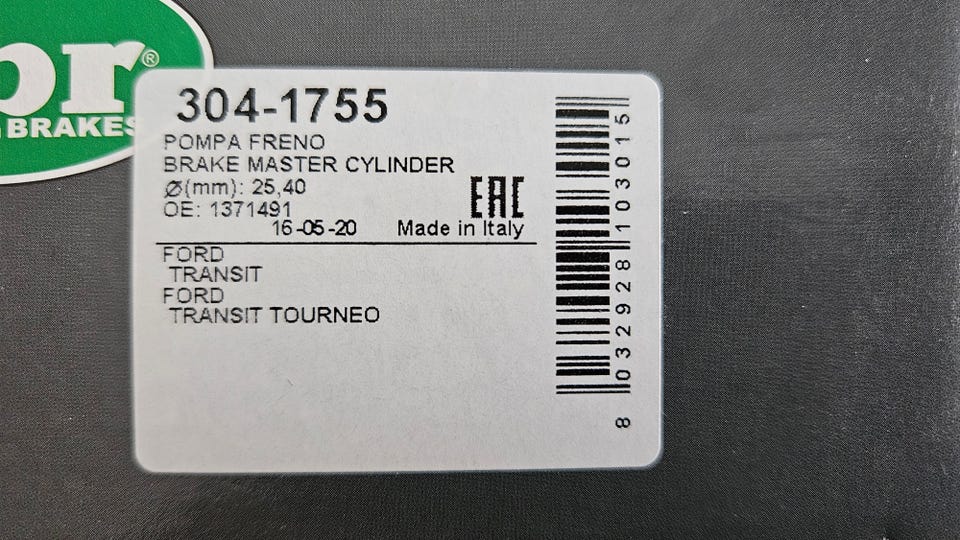 br®
BRAKES
304-1755
POMPA FRENO
BRAKE MASTER CYLINDER
Ø(mm): 25,40
OE: 1371491
16-05-20 Made in Italy
EAC
FORD
TRANSIT
FORD
TRANSIT TOURNEO
8 032928 103015